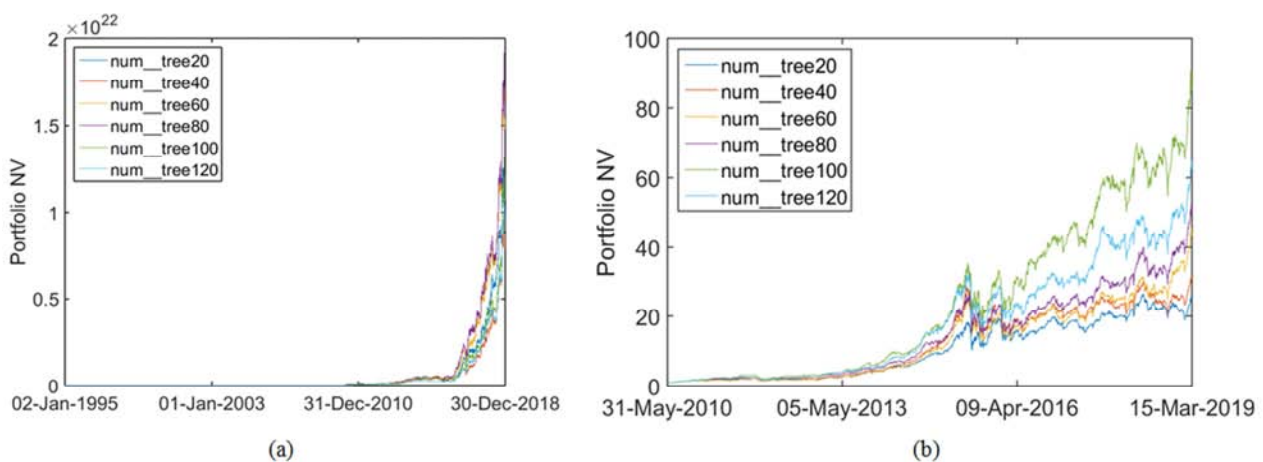 ×10²²
2
1.5
1
0.5
0
Portfolio NV
num__tree20
num__tree40
num__tree60
num__tree80
num__tree100
num__tree120
02-Jan-1995
01-Jan-2003
31-Dec-2010
30-Dec-2018
(a)
100
80
60
40
20
0
Portfolio NV
num__tree20
num__tree40
num__tree60
num__tree80
num__tree100
num__tree120
31-May-2010
05-May-2013
09-Apr-2016
15-Mar-2019
(b)